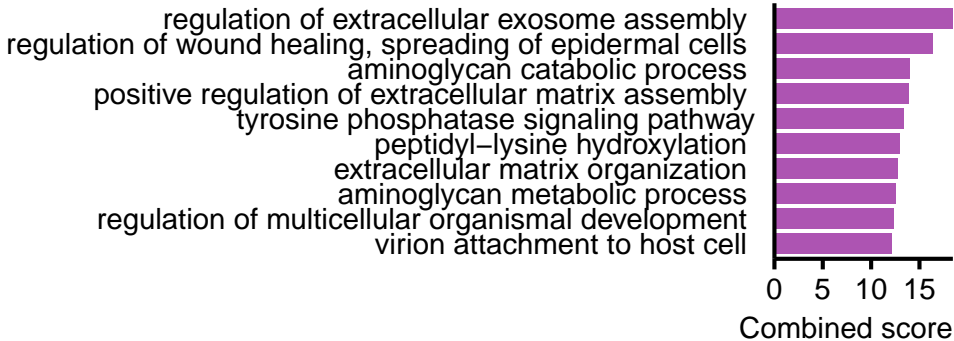 regulation of extracellular exosome assembly
regulation of wound healing, spreading of epidermal cells
aminoglycan catabolic process
positive regulation of extracellular matrix assembly
tyrosine phosphatase signaling pathway
peptidyl−lysine hydroxylation
extracellular matrix organization
aminoglycan metabolic process
regulation of multicellular organismal development
virion attachment to host cell
0 5 10 15
Combined score